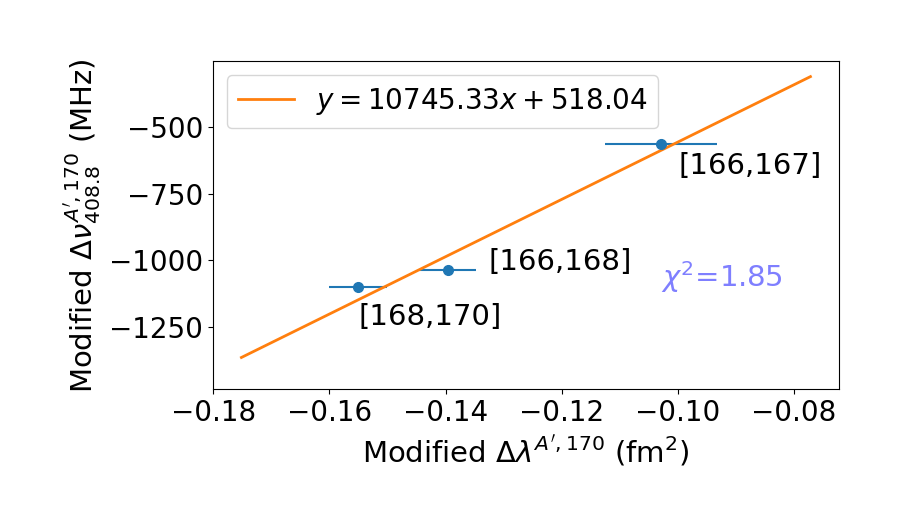 y = 10745.33x + 518.04
Modified Δν^{A′,170}_{408.8} (MHz)
−500
−750
−1000
−1250
[166,167]
[166,168]
[168,170]
χ²=1.85
−0.18 −0.16 −0.14 −0.12 −0.10 −0.08
Modified Δλ^{A′,170} (fm²)